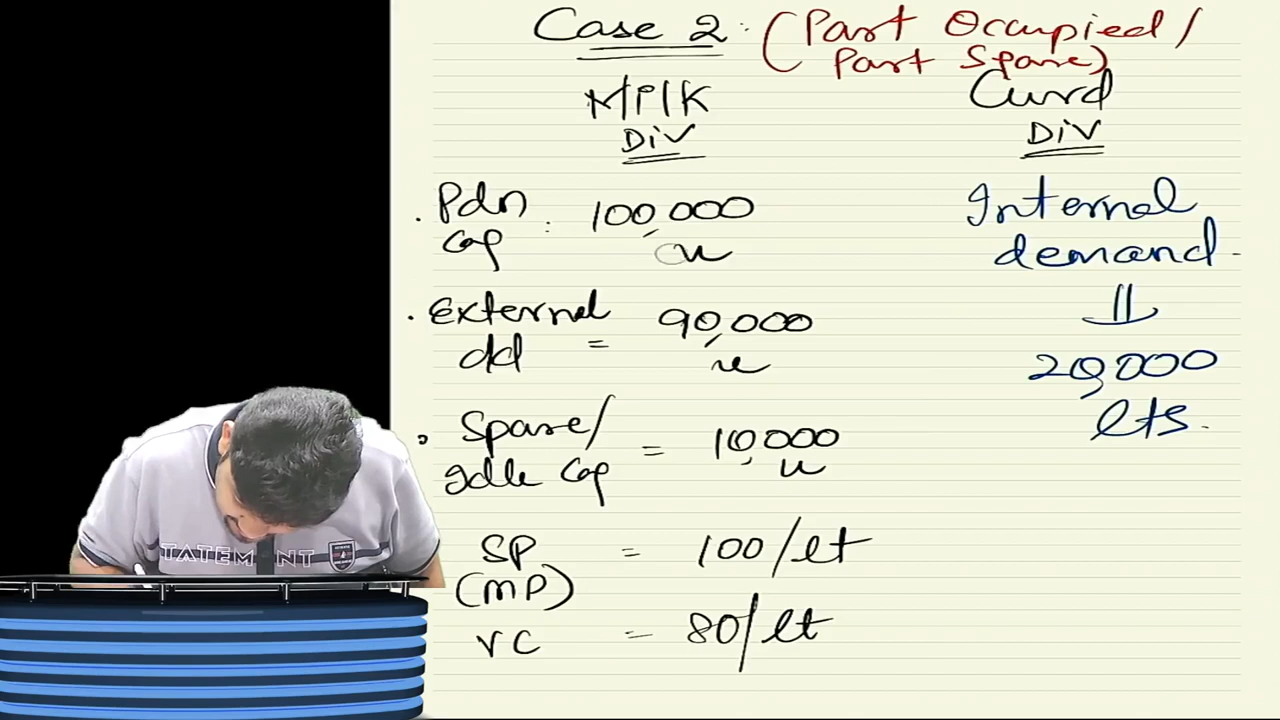 Case 2: (Part Occupied /
Part Spare)
Milk Curd
Div Div
. Pdn : 100,000
Cap u
Internal
demand.
. External = 90,000
dd u
20,000
lts.
. Spare/ = 10,000
Idle Cap u
SP = 100/lt
(MP)
VC = 80/lt
TATEMENT